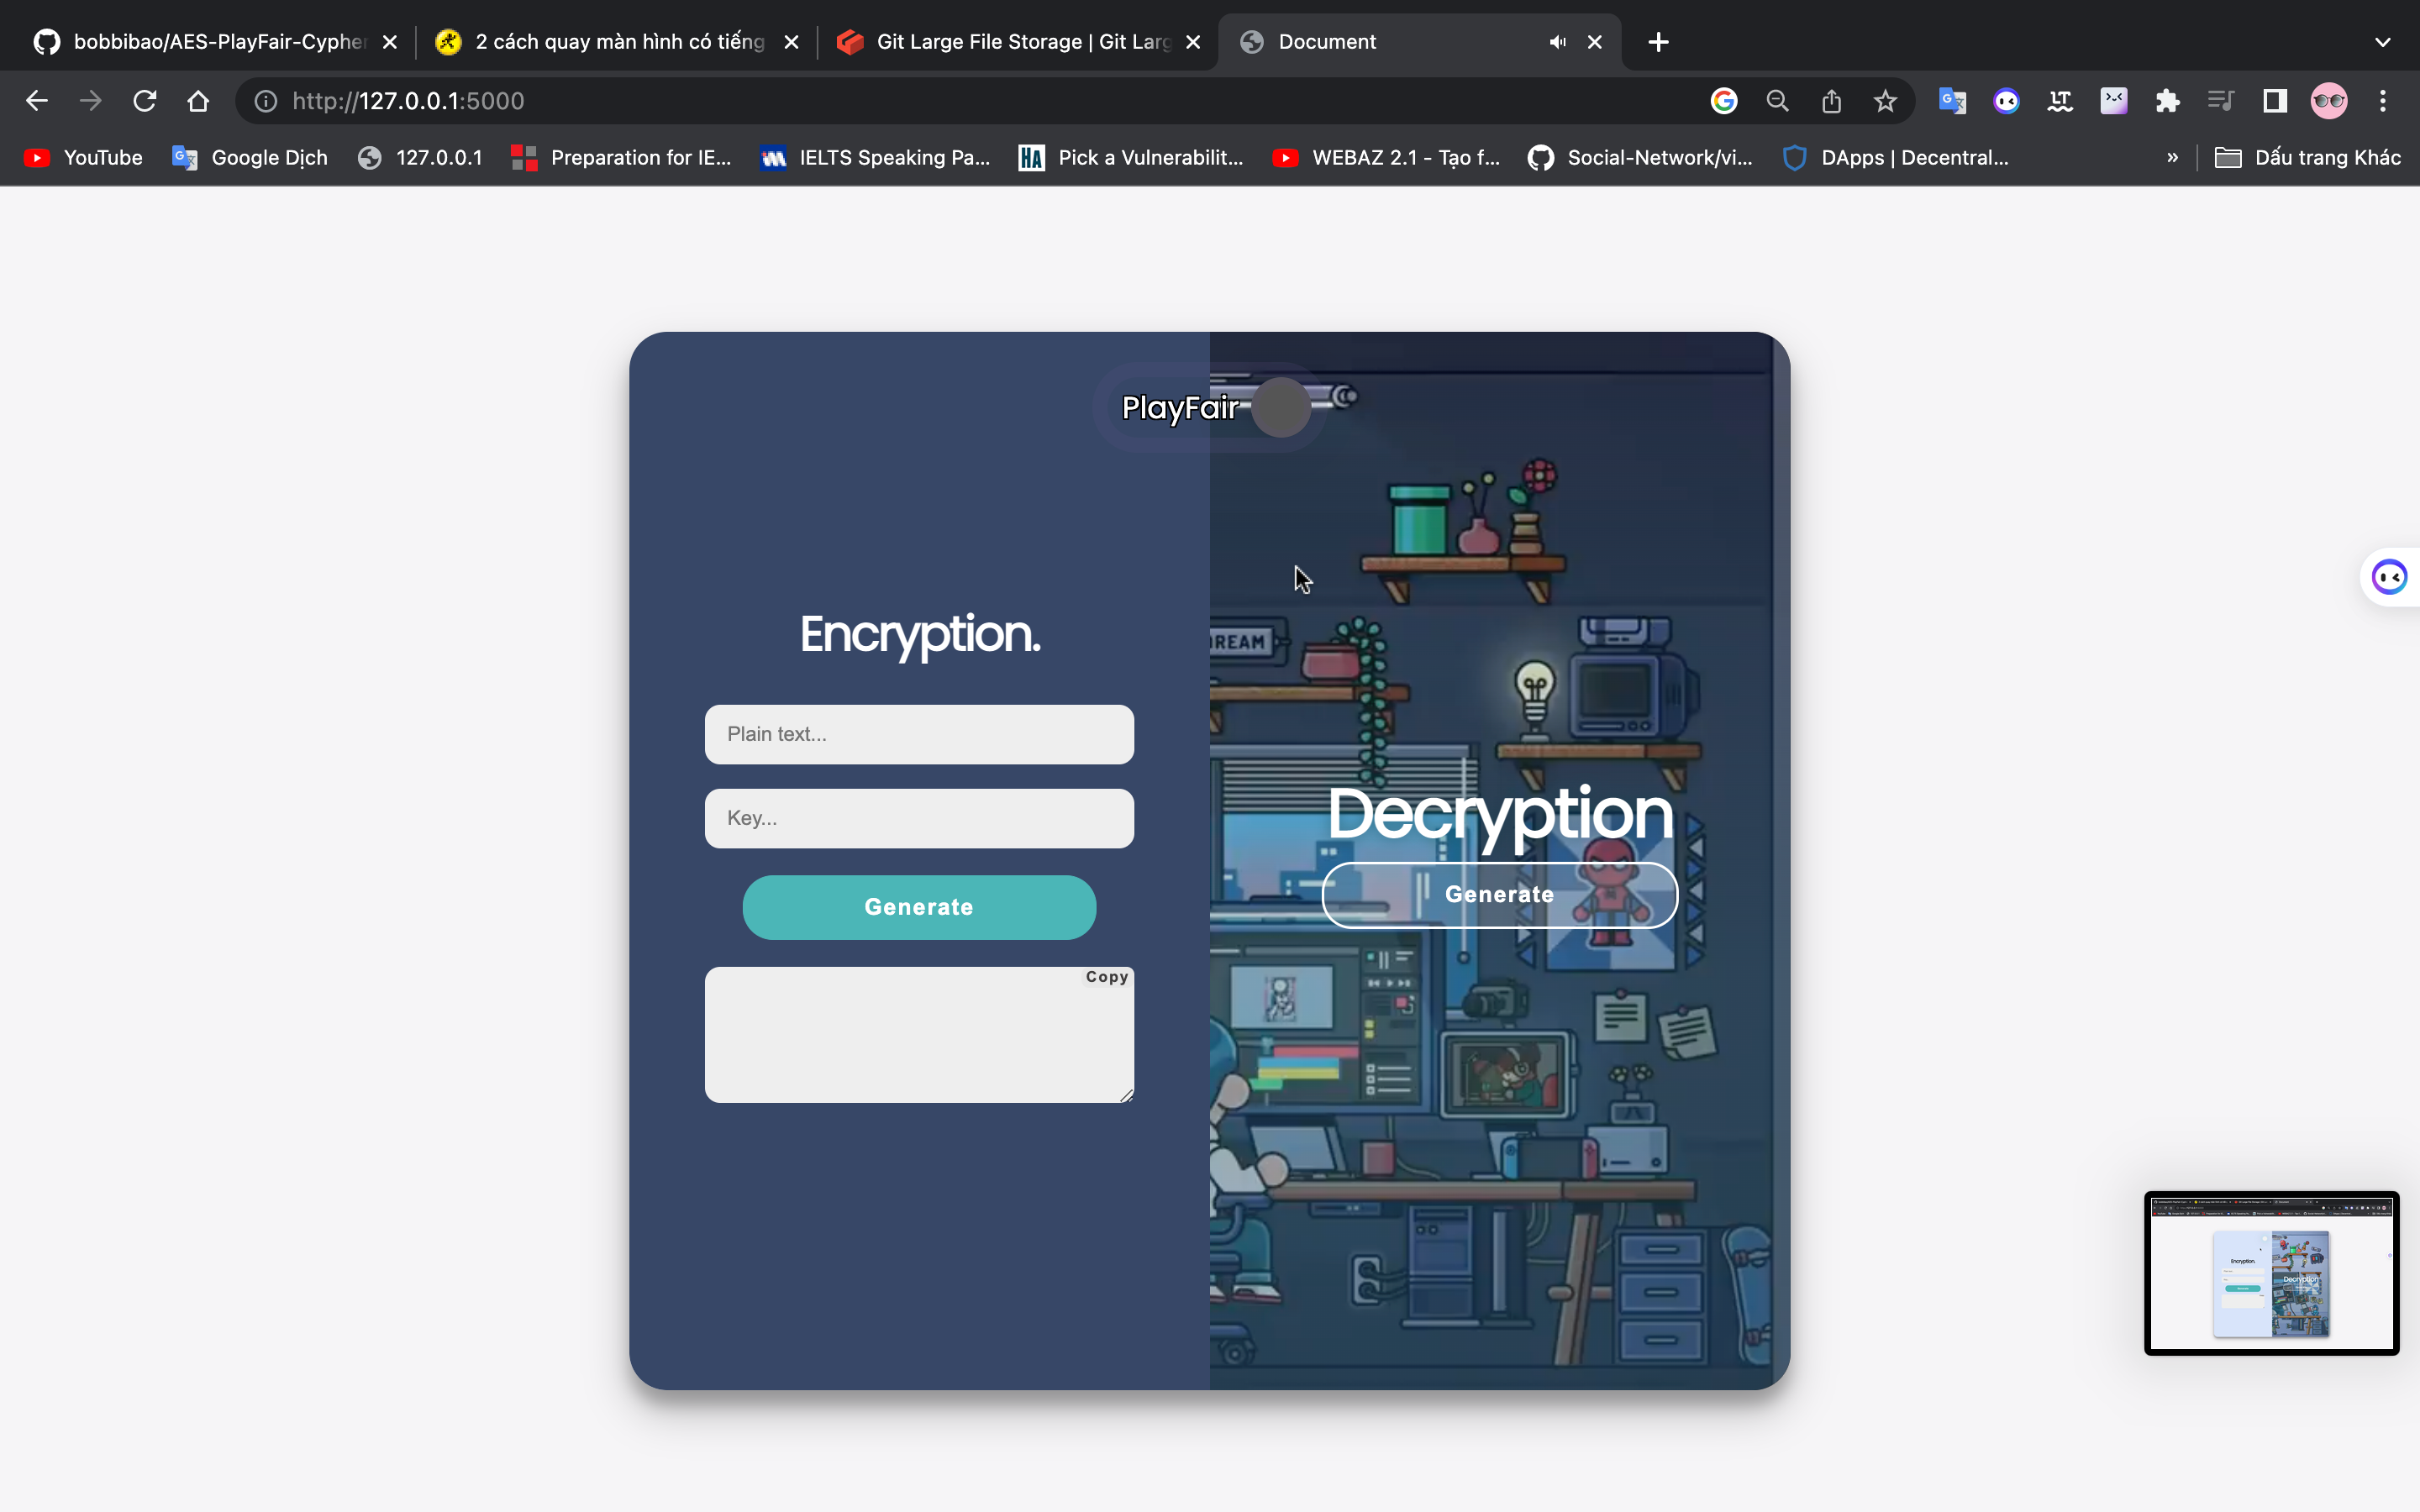 bobbibao/AES-PlayFair-Cypher
2 cách quay màn hình có tiếng
Git Large File Storage | Git Larg
Document
http://127.0.0.1:5000
YouTube
Google Dịch
127.0.0.1
Preparation for IE...
IELTS Speaking Pa...
HA
Pick a Vulnerabilit...
WEBAZ 2.1 - Tạo f...
Social-Network/vi...
DApps | Decentral...
»
Dấu trang Khác
PlayFair
REAM
Encryption.
Plain text...
Key...
Generate
Copy
Decryption
Generate
Encryption.
Decryption